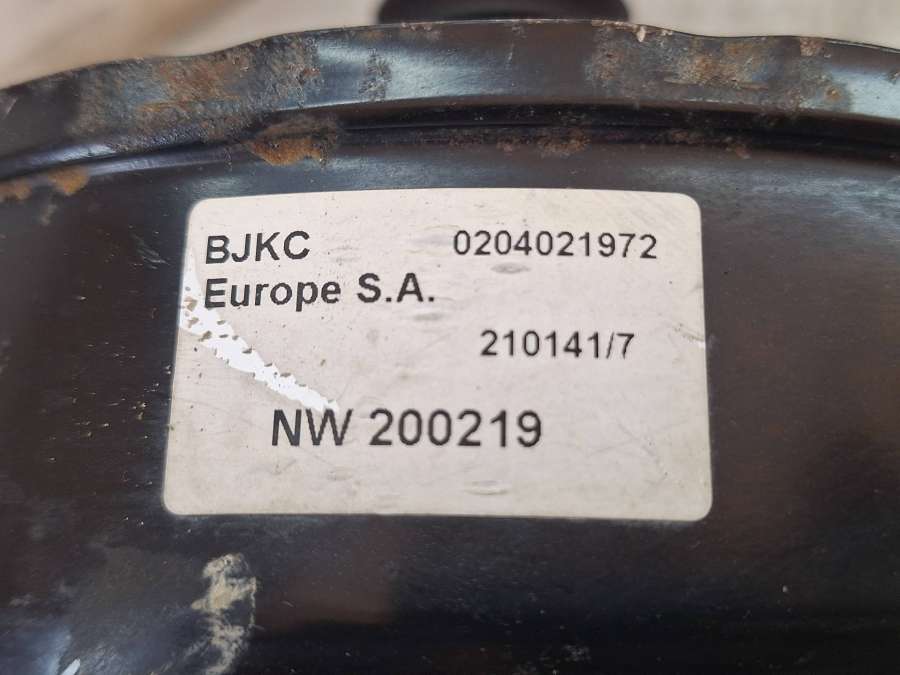 BJKC 0204021972
Europe S.A.
210141/7
NW 200219